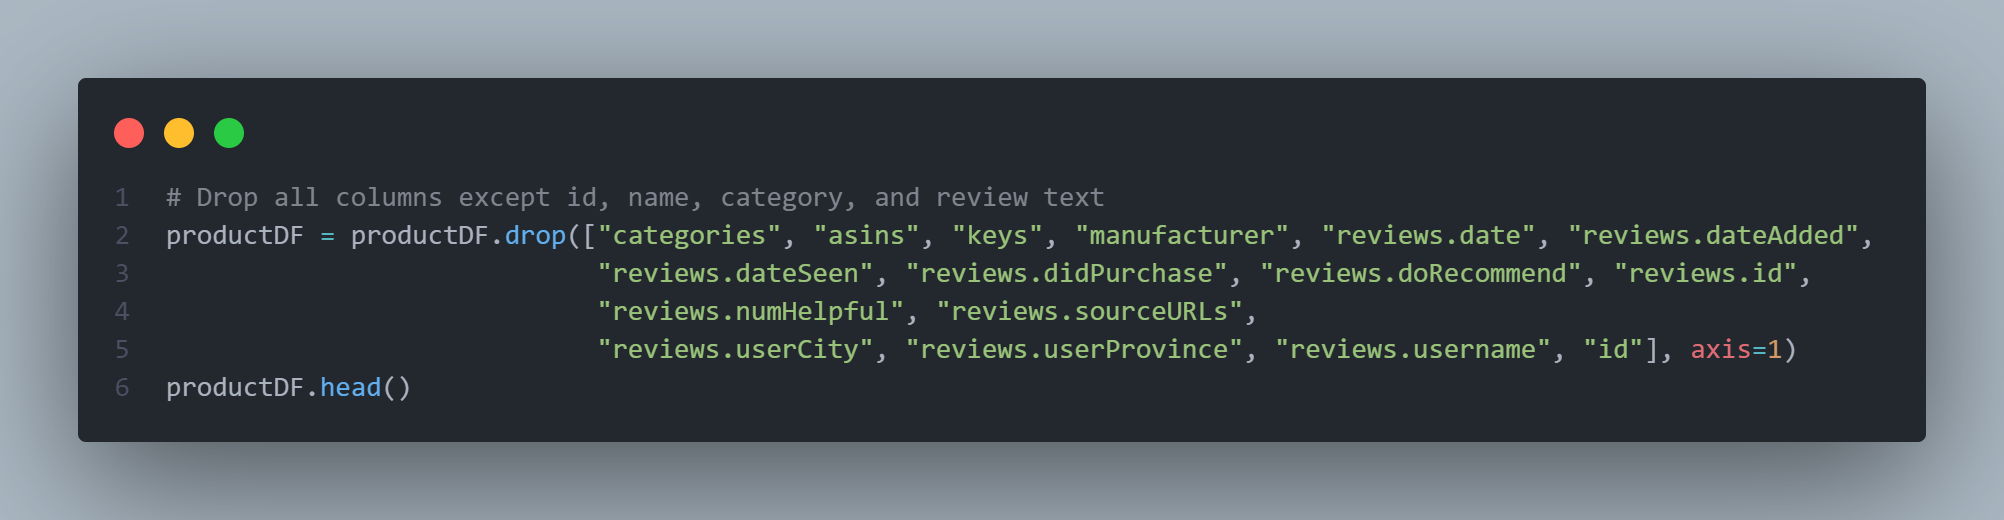 1 # Drop all columns except id, name, category, and review text
2 productDF = productDF.drop(["categories", "asins", "keys", "manufacturer", "reviews.date", "reviews.dateAdded",
3 "reviews.dateSeen", "reviews.didPurchase", "reviews.doRecommend", "reviews.id",
4 "reviews.numHelpful", "reviews.sourceURLs",
5 "reviews.userCity", "reviews.userProvince", "reviews.username", "id"], axis=1)
6 productDF.head()